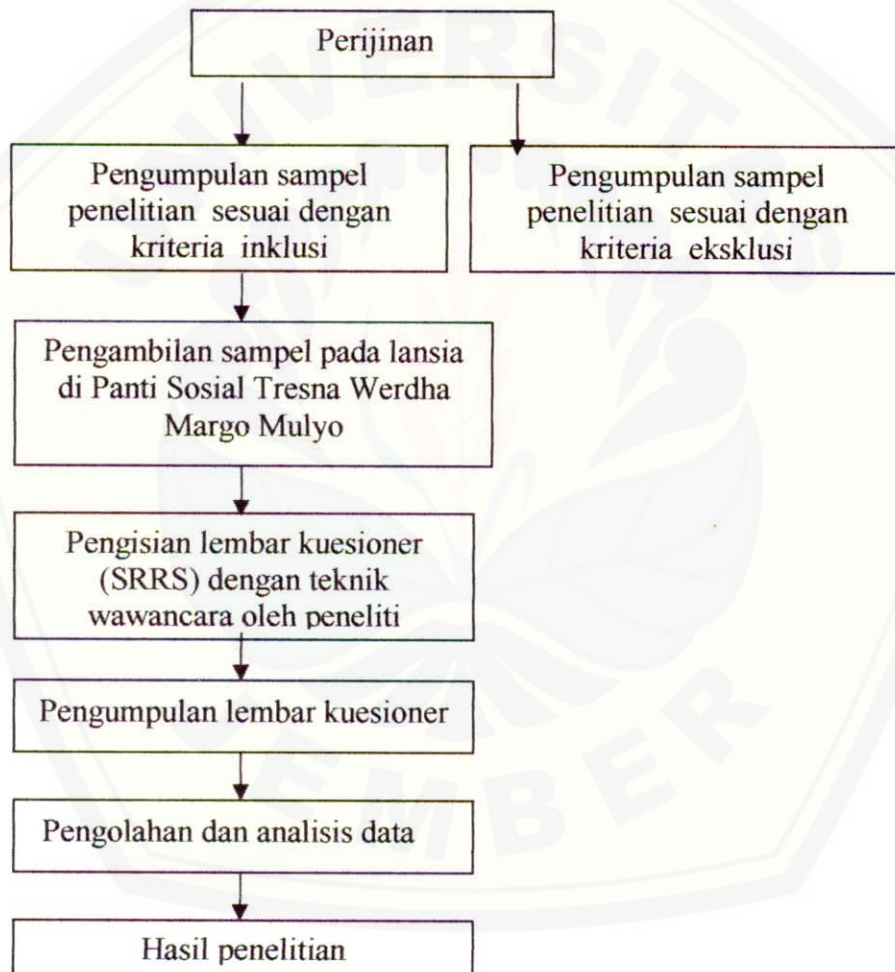 Perijinan
Pengumpulan sampel
penelitian sesuai dengan
kriteria inklusi
Pengumpulan sampel
penelitian sesuai dengan
kriteria eksklusi
Pengambilan sampel pada lansia
di Panti Sosial Tresna Werdha
Margo Mulyo
Pengisian lembar kuesioner
(SRRS) dengan teknik
wawancara oleh peneliti
Pengumpulan lembar kuesioner
Pengolahan dan analisis data
Hasil penelitian
UNIVERSITAS
JEMBER